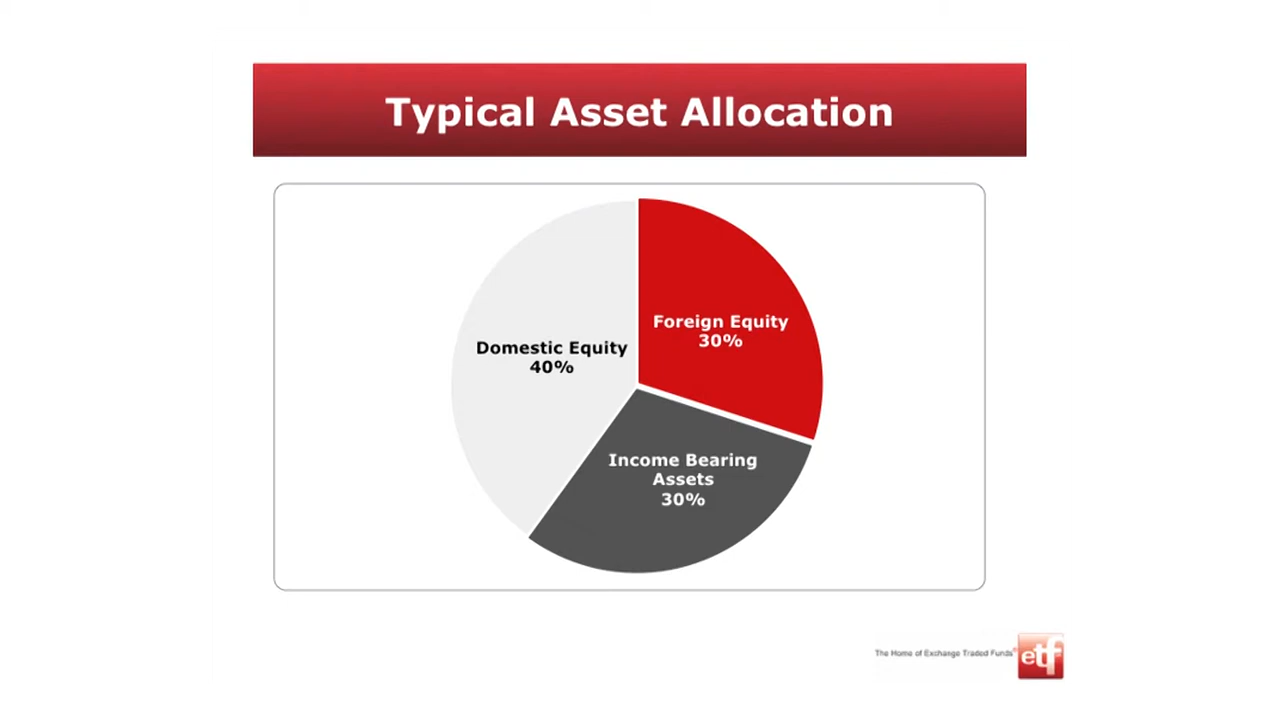 Typical Asset Allocation
Foreign Equity
30%
Domestic Equity
40%
Income Bearing
Assets
30%
The Home of Exchange Traded Funds®
etf